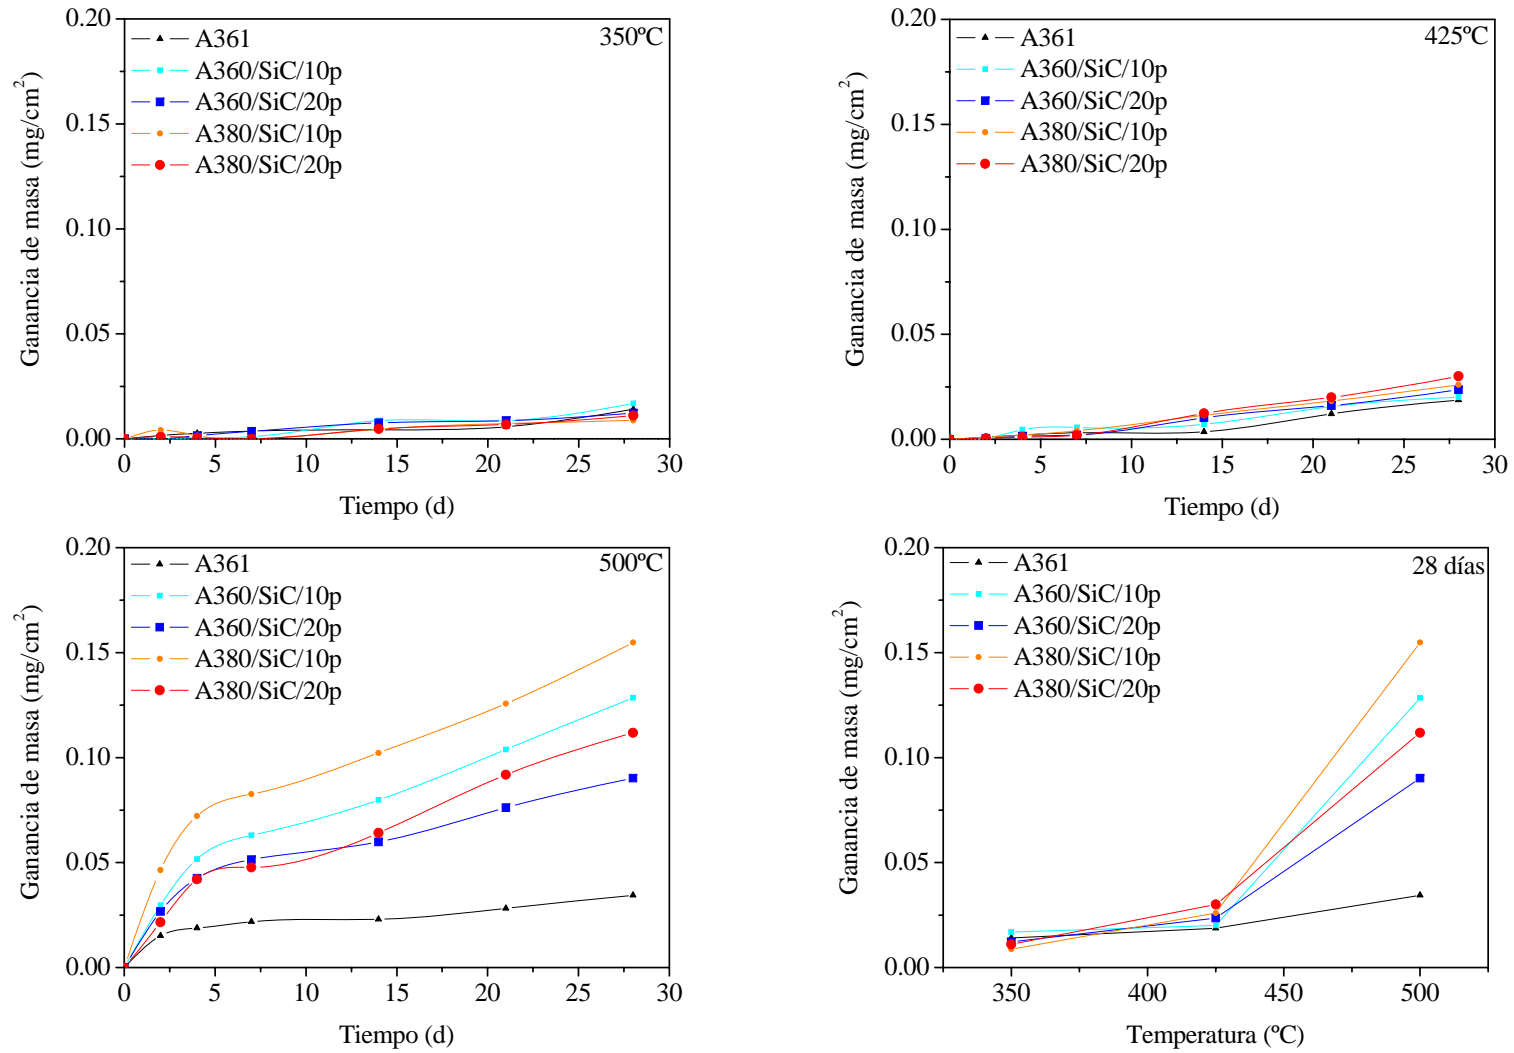 0.20
0.15
0.10
0.05
0.00
Ganancia de masa (mg/cm²)
A361
A360/SiC/10p
A360/SiC/20p
A380/SiC/10p
A380/SiC/20p
350ºC
0 5 10 15 20 25 30
Tiempo (d)
0.20
0.15
0.10
0.05
0.00
Ganancia de masa (mg/cm²)
A361
A360/SiC/10p
A360/SiC/20p
A380/SiC/10p
A380/SiC/20p
425ºC
0 5 10 15 20 25 30
Tiempo (d)
0.20
0.15
0.10
0.05
0.00
Ganancia de masa (mg/cm²)
A361
A360/SiC/10p
A360/SiC/20p
A380/SiC/10p
A380/SiC/20p
500ºC
0 5 10 15 20 25 30
Tiempo (d)
0.20
0.15
0.10
0.05
0.00
Ganancia de masa (mg/cm²)
A361
A360/SiC/10p
A360/SiC/20p
A380/SiC/10p
A380/SiC/20p
28 días
350 400 450 500
Temperatura (ºC)